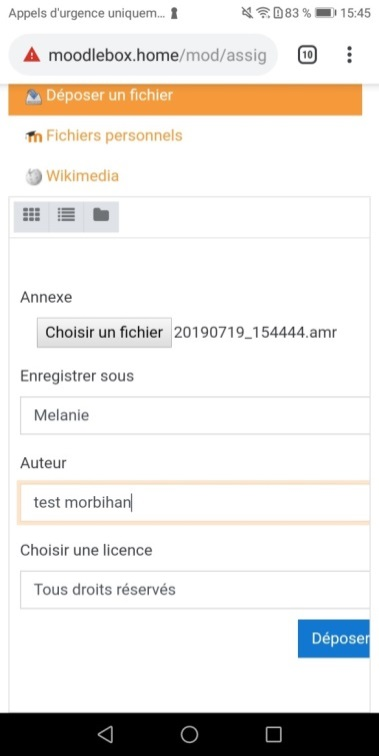 Appels d'urgence uniquem... 83 % 15:45
moodlebox.home/mod/assig 10
Déposer un fichier
Fichiers personnels
Wikimedia
Annexe
Choisir un fichier 20190719_154444.amr
Enregistrer sous
Melanie
Auteur
test morbihan
Choisir une licence
Tous droits réservés
Déposer